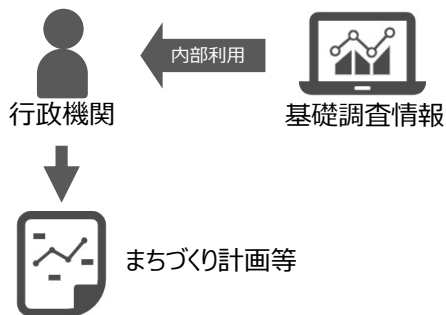 内部利用
行政機関
基礎調査情報
まちづくり計画等